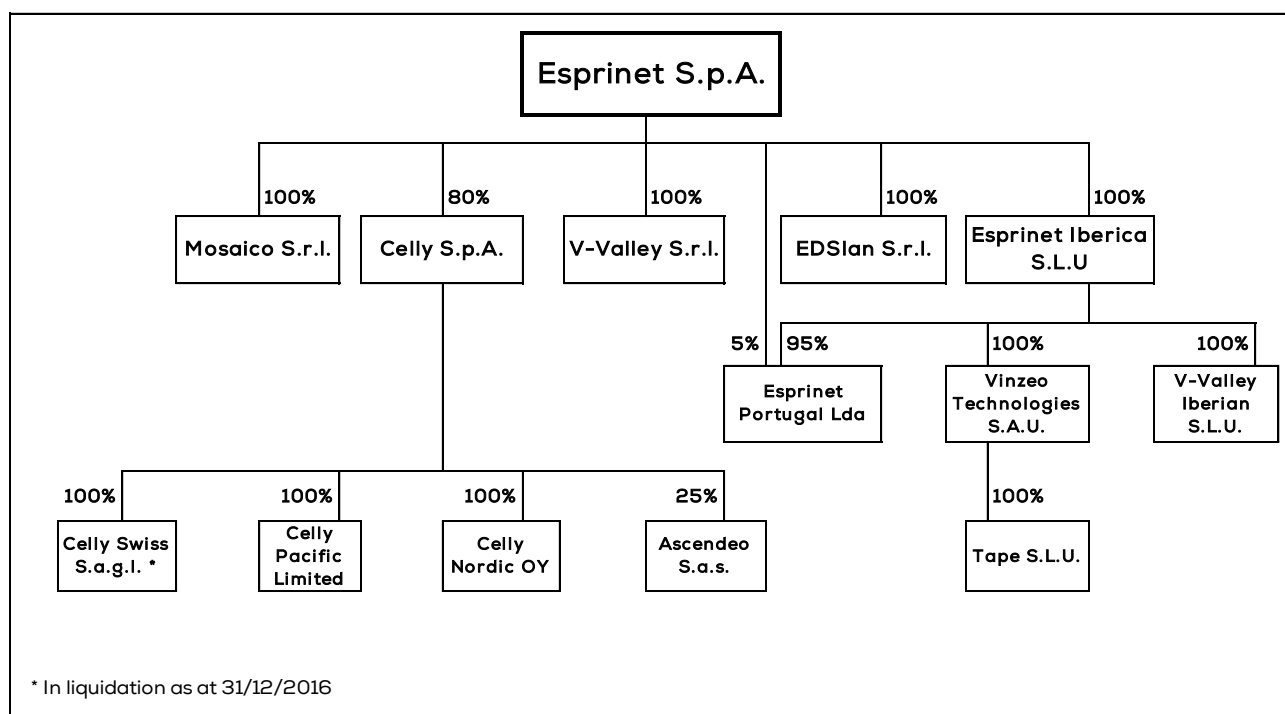 Esprinet S.p.A.
100%
80%
100%
100%
100%
Mosaico S.r.l.
Celly S.p.A.
V-Valley S.r.l.
EDSlan S.r.l.
Esprinet Iberica
S.L.U
5%
95%
100%
100%
Esprinet
Portugal Lda
Vinzeo
Technologies
S.A.U.
V-Valley
Iberian
S.L.U.
100%
100%
100%
25%
100%
Celly Swiss
S.a.g.l. *
Celly
Pacific
Limited
Celly
Nordic OY
Ascendeo
S.a.s.
Tape S.L.U.
* In liquidation as at 31/12/2016